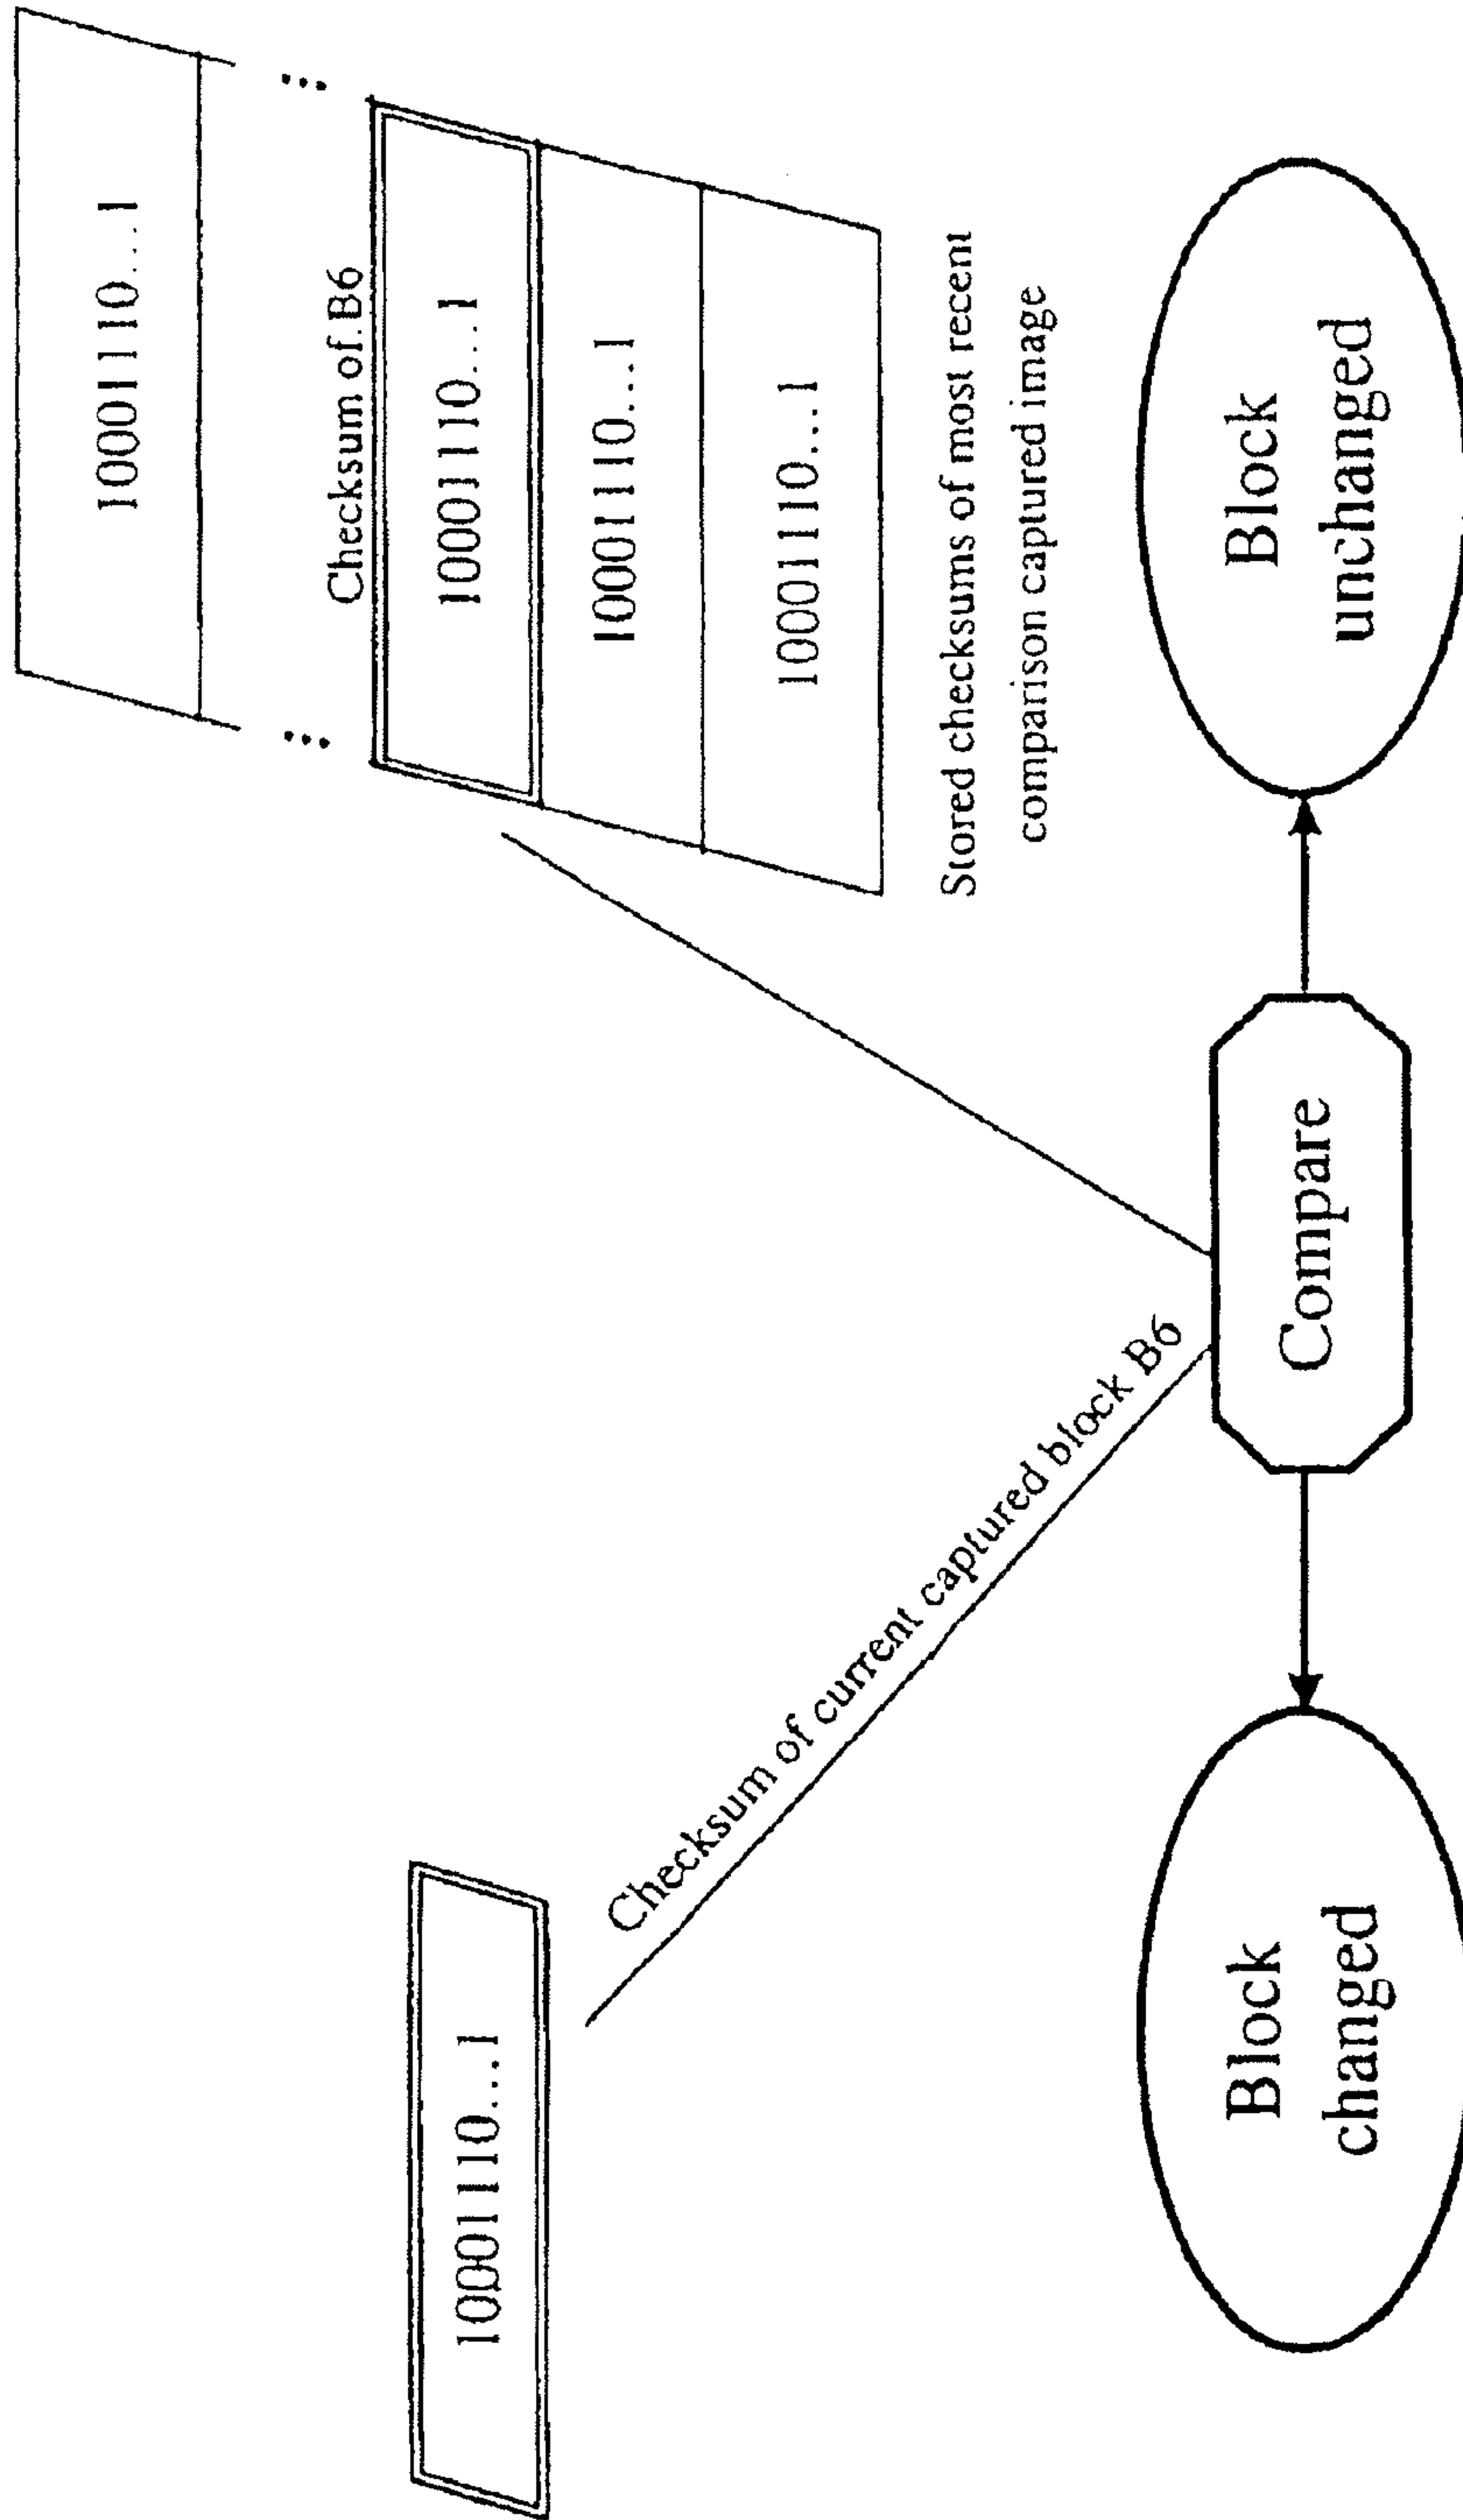 10001110...1
Checksum of B6
10001110...1
10001110...1
10001110...1
10001110...1
Stored checksums of most recent
comparison captured image
Checksum of current captured block B6
Compare
Block
changed
Block
unchanged